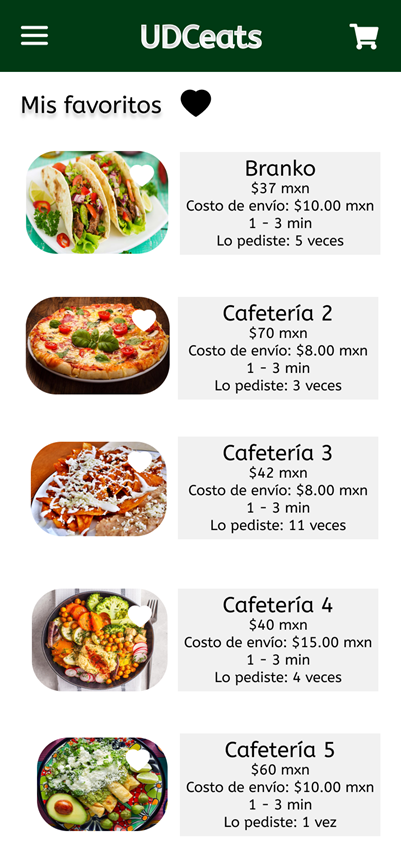 UDCeats
Mis favoritos
Branko
$37 mxn
Costo de envío: $10.00 mxn
1 - 3 min
Lo pediste: 5 veces
Cafetería 2
$70 mxn
Costo de envío: $8.00 mxn
1 - 3 min
Lo pediste: 3 veces
Cafetería 3
$42 mxn
Costo de envío: $8.00 mxn
1 - 3 min
Lo pediste: 11 veces
Cafetería 4
$40 mxn
Costo de envío: $15.00 mxn
1 - 3 min
Lo pediste: 4 veces
Cafetería 5
$60 mxn
Costo de envío: $10.00 mxn
1 - 3 min
Lo pediste: 1 vez